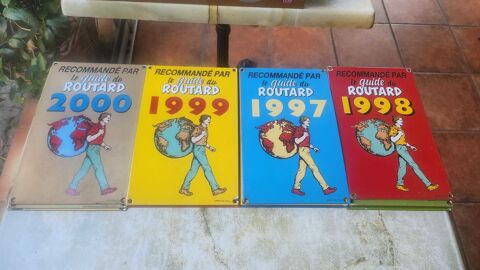 RECOMMANDÉ PAR
le guide du
ROUTARD
2000
RECOMMANDÉ PAR
le guide du
ROUTARD
1999
RECOMMANDÉ PAR
le guide du
ROUTARD
1997
RECOMMANDÉ PAR
le guide du
ROUTARD
1998